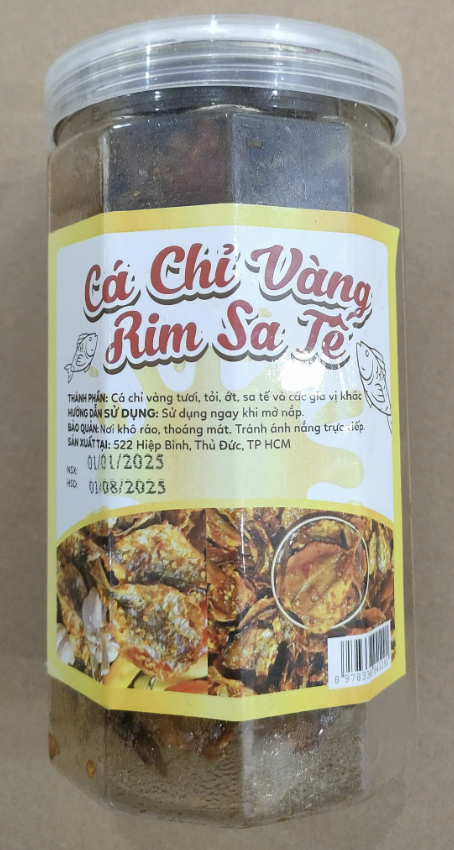 Cá Chỉ Vàng
Rim Sa Tế
THÀNH PHẦN: Cá chỉ vàng tươi, tỏi, ớt, sa tế và các gia vị khác
HƯỚNG DẪN SỬ DỤNG: Sử dụng ngay khi mở nắp.
BẢO QUẢN: Nơi khô ráo, thoáng mát. Tránh ánh nắng trực tiếp.
SẢN XUẤT TẠI: 522 Hiệp Bình, Thủ Đức, TP HCM
NSX: 01/01/2025
HSD: 01/08/2025